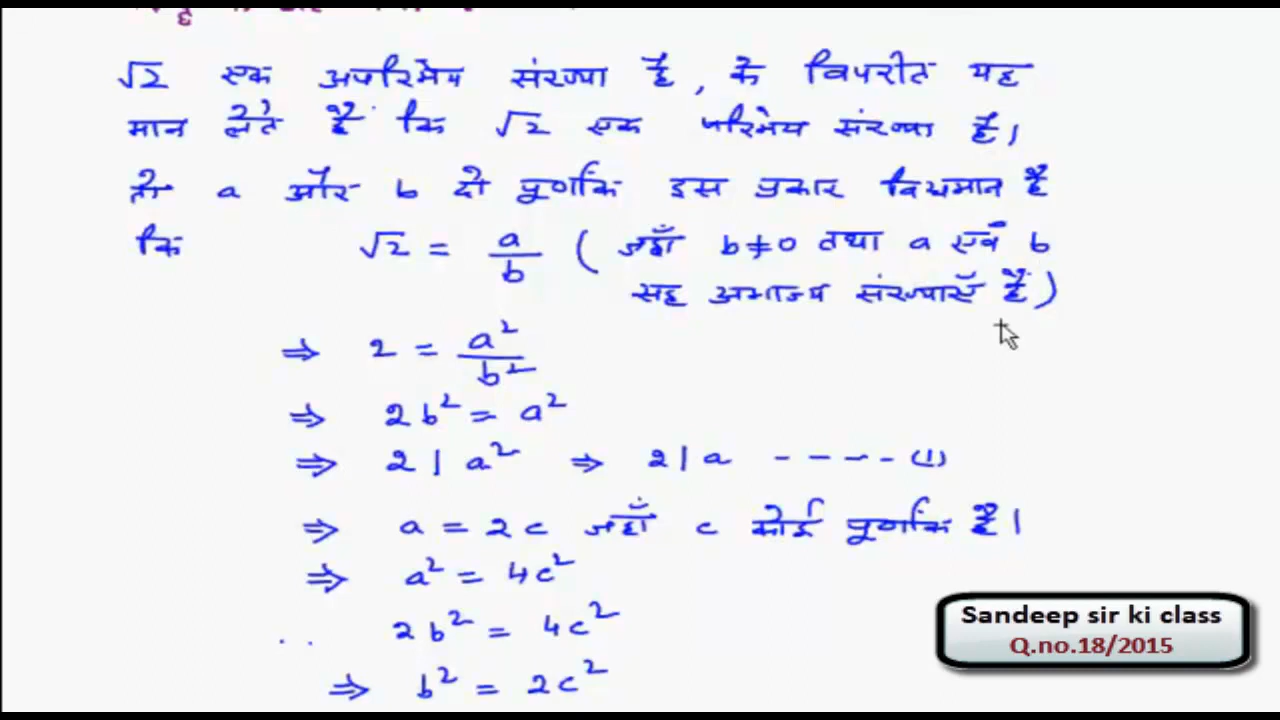 √2 एक अपरिमेय संख्या है, के विपरीत यह
मान लेते हैं कि √2 एक परिमेय संख्या है।
तो a और b दो पूर्णांक इस प्रकार विद्यमान हैं
कि √2 = a/b ( जहाँ b≠0 तथा a एवं b
सह अभाज्य संख्याएँ हैं )
⇒ 2 = a²/b²
⇒ 2b² = a²
⇒ 2 | a² ⇒ 2 | a ---- (1)
⇒ a = 2c जहाँ c कोई पूर्णांक है।
⇒ a² = 4c²
2b² = 4c²
⇒ b² = 2c²
Sandeep sir ki class
Q.no.18/2015